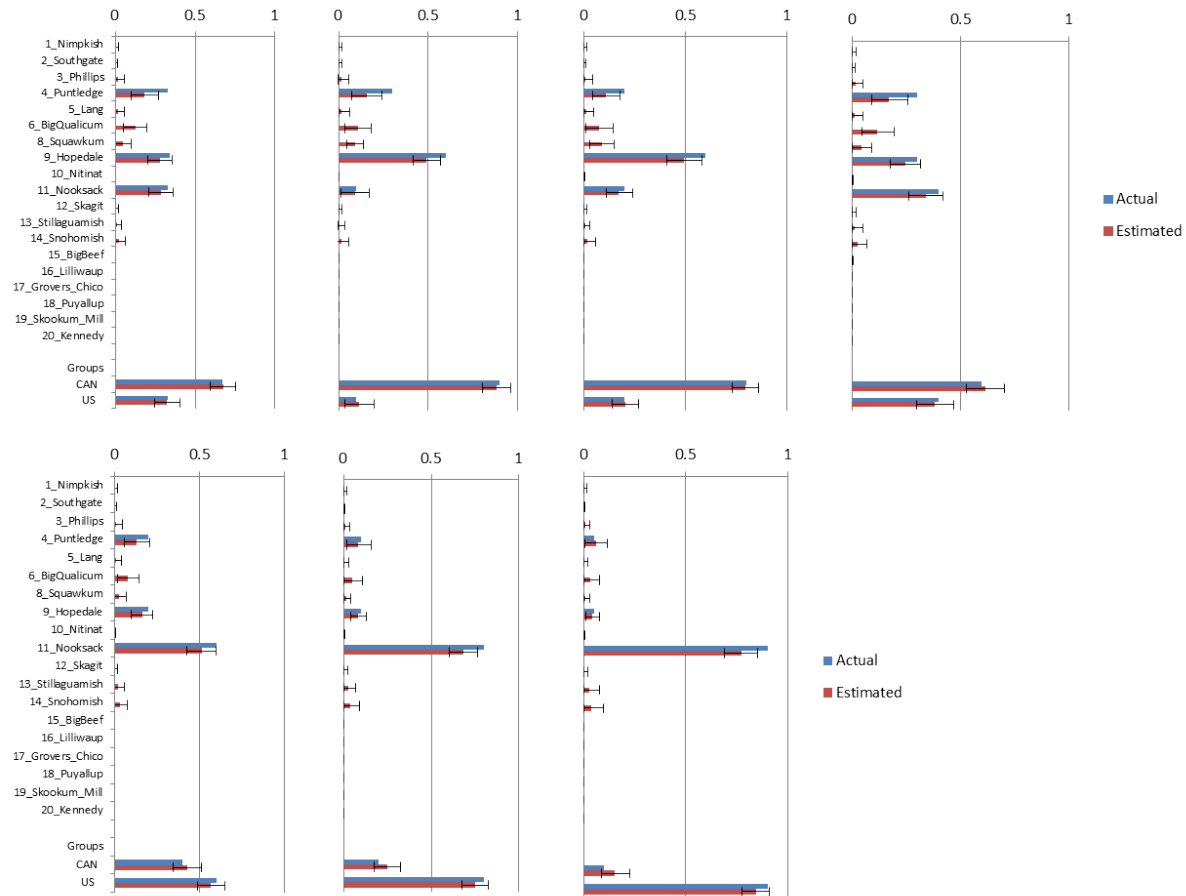 0 0.5 1
0 0.5 1
0 0.5 1
0 0.5 1
1_Nimpkish
2_Southgate
3_Phillips
4_Puntledge
5_Lang
6_BigQualicum
8_Squawkum
9_Hopedale
10_Nitinat
11_Nooksack
12_Skagit
13_Stillaguamish
14_Snohomish
15_BigBeef
16_Lilliwaup
17_Grovers_Chico
18_Puyallup
19_Skookum_Mill
20_Kennedy
Groups
CAN
US
Actual
Estimated
0 0.5 1
0 0.5 1
0 0.5 1
1_Nimpkish
2_Southgate
3_Phillips
4_Puntledge
5_Lang
6_BigQualicum
8_Squawkum
9_Hopedale
10_Nitinat
11_Nooksack
12_Skagit
13_Stillaguamish
14_Snohomish
15_BigBeef
16_Lilliwaup
17_Grovers_Chico
18_Puyallup
19_Skookum_Mill
20_Kennedy
Groups
CAN
US
Actual
Estimated